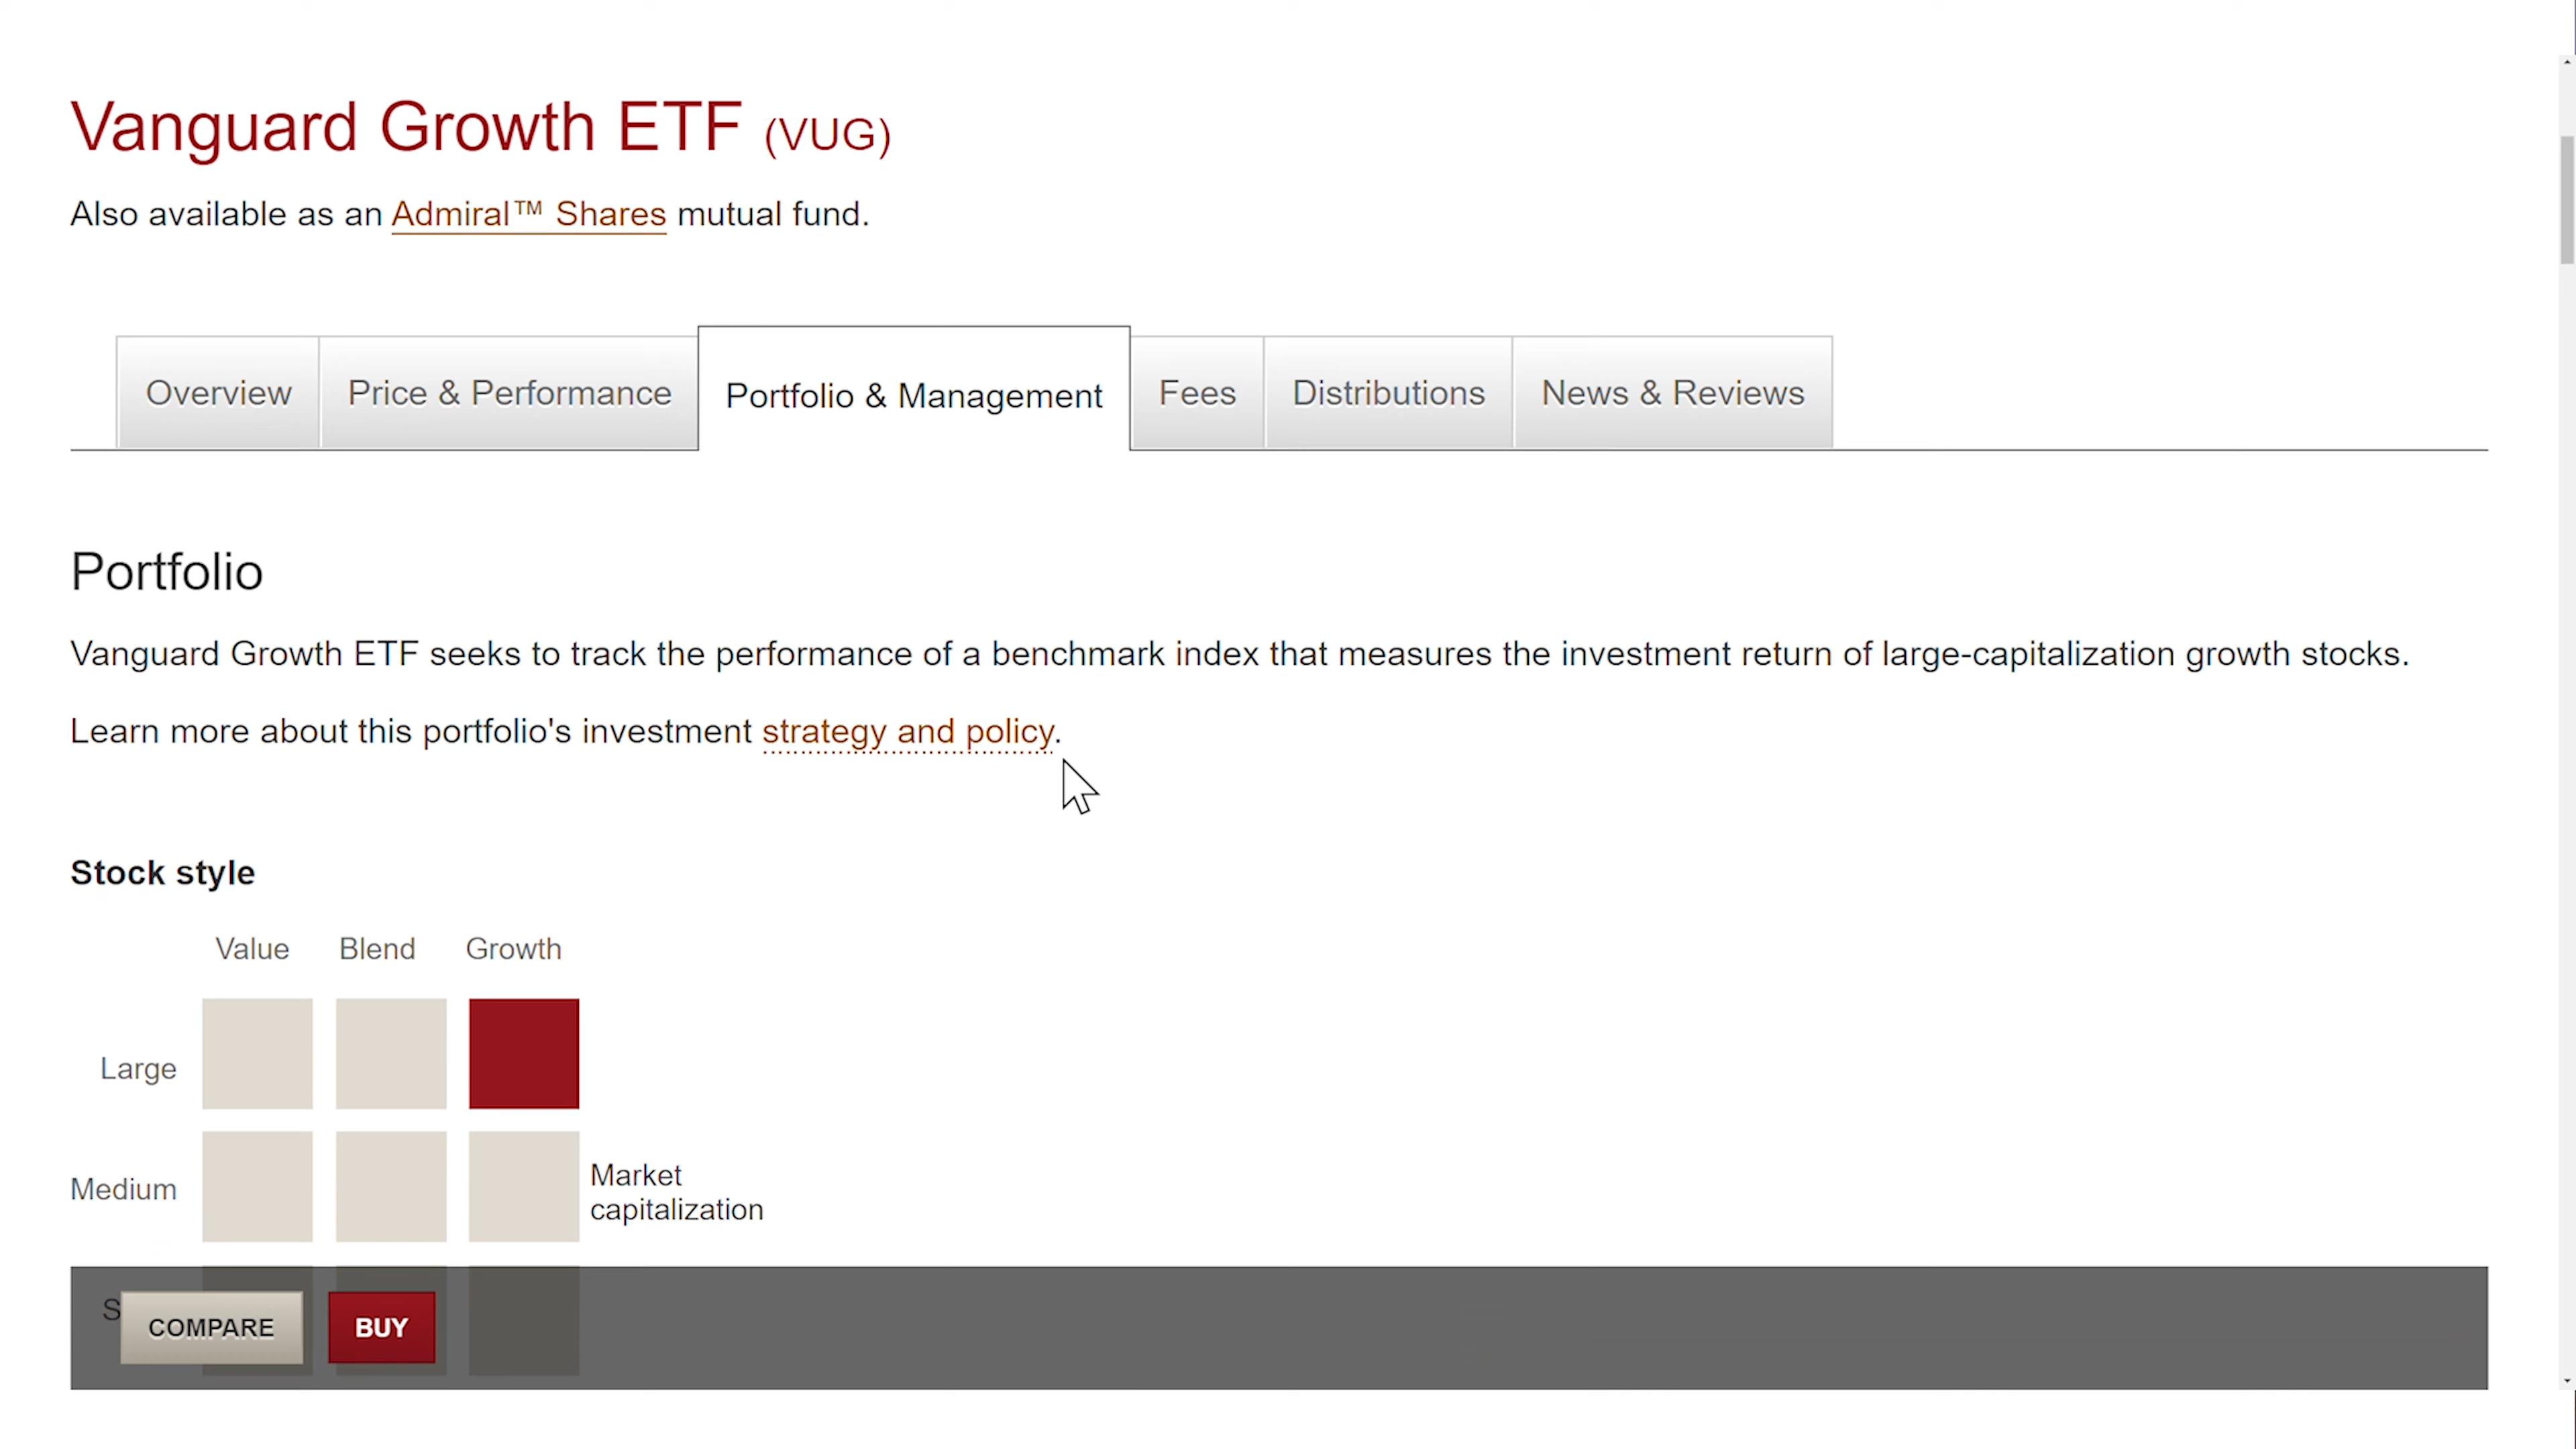 Vanguard Growth ETF (VUG)
Also available as an Admiral™ Shares mutual fund.
Overview
Price & Performance
Portfolio & Management
Fees
Distributions
News & Reviews
Portfolio
Vanguard Growth ETF seeks to track the performance of a benchmark index that measures the investment return of large-capitalization growth stocks.
Learn more about this portfolio's investment strategy and policy.
Stock style
Value Blend Growth
Large
Medium
Market
capitalization
COMPARE
BUY